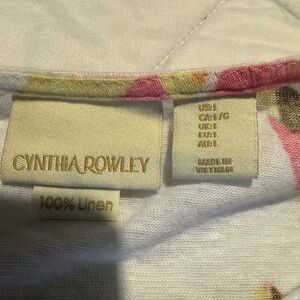 CYNTHIA ROWLEY
100% Linen
US: L
CA: L/G
UK: L
EU: L
AU: L
MADE IN
VIETNAM